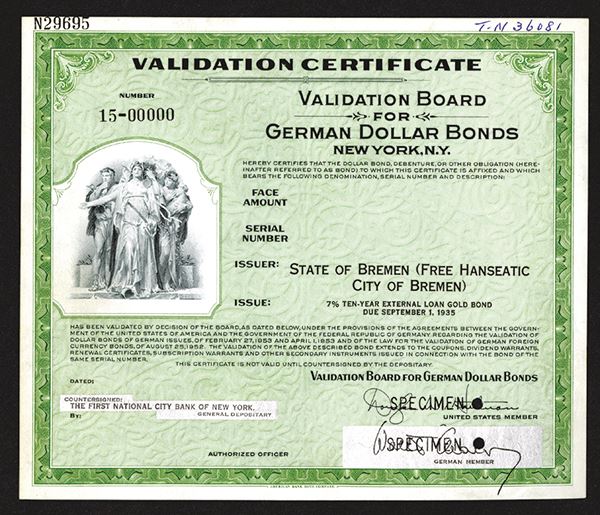 N29695
T-N 36081
VALIDATION CERTIFICATE
NUMBER
15-00000
VALIDATION BOARD
FOR
GERMAN DOLLAR BONDS
NEW YORK, N.Y.
HEREBY CERTIFIES THAT THE DOLLAR BOND, DEBENTURE, OR OTHER OBLIGATION (HERE-
INAFTER REFERRED TO AS BOND) TO WHICH THIS CERTIFICATE IS AFFIXED AND WHICH
BEARS THE FOLLOWING DENOMINATION, SERIAL NUMBER AND DESCRIPTION:
FACE
AMOUNT
SERIAL
NUMBER
ISSUER: STATE OF BREMEN (FREE HANSEATIC
CITY OF BREMEN)
ISSUE: 7% TEN-YEAR EXTERNAL LOAN GOLD BOND
DUE SEPTEMBER 1, 1935
HAS BEEN VALIDATED BY DECISION OF THE BOARD, AS DATED BELOW, UNDER THE PROVISIONS OF THE AGREEMENTS BETWEEN THE GOVERN-
MENT OF THE UNITED STATES OF AMERICA AND THE GOVERNMENT OF THE FEDERAL REPUBLIC OF GERMANY REGARDING THE VALIDATION OF
DOLLAR BONDS OF GERMAN ISSUES, OF FEBRUARY 27, 1953 AND APRIL 1, 1953 AND OF THE LAW FOR THE VALIDATION OF GERMAN FOREIGN
CURRENCY BONDS, OF AUGUST 25, 1952. THE VALIDATION OF THE ABOVE DESCRIBED BOND EXTENDS TO THE COUPONS, DIVIDEND WARRANTS,
RENEWAL CERTIFICATES, SUBSCRIPTION WARRANTS AND OTHER SECONDARY INSTRUMENTS ISSUED IN CONNECTION WITH THE BOND OF THE
SAME SERIAL NUMBER.
THIS CERTIFICATE IS NOT VALID UNTIL COUNTERSIGNED BY THE DEPOSITARY.
DATED:
VALIDATION BOARD FOR GERMAN DOLLAR BONDS
COUNTERSIGNED:
THE FIRST NATIONAL CITY BANK OF NEW YORK,
BY: GENERAL DEPOSITARY
SPECIMEN
UNITED STATES MEMBER
SPECIMEN
GERMAN MEMBER
AUTHORIZED OFFICER
AMERICAN BANK NOTE COMPANY